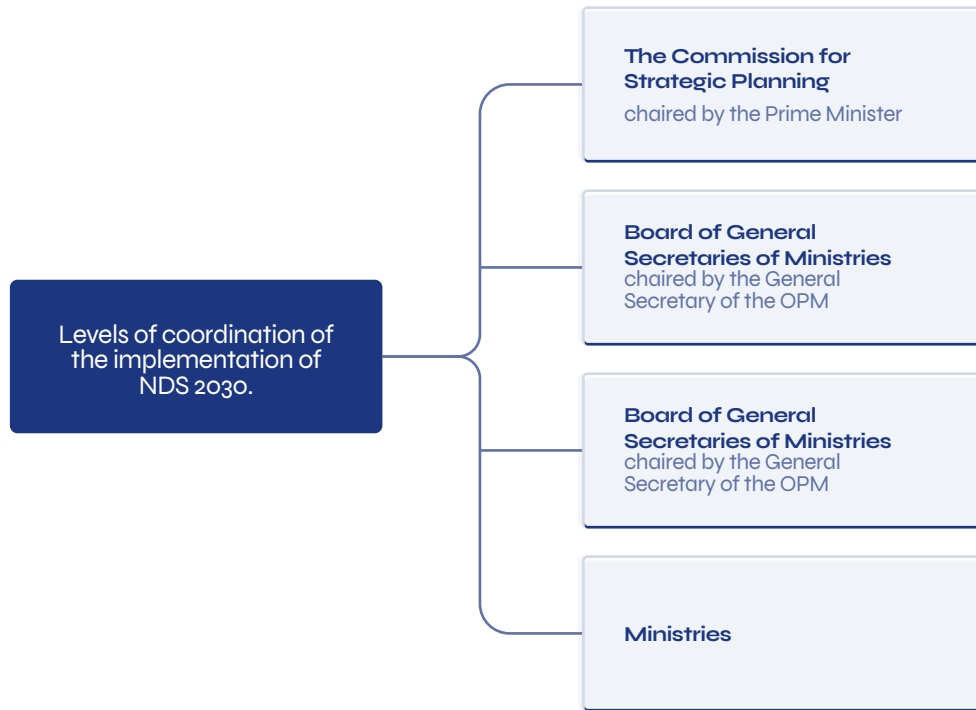 The Commission for
Strategic Planning
chaired by the Prime Minister
Board of General
Secretaries of Ministries
chaired by the General
Secretary of the OPM
Levels of coordination of
the implementation of
NDS 2030.
Board of General
Secretaries of Ministries
chaired by the General
Secretary of the OPM
Ministries